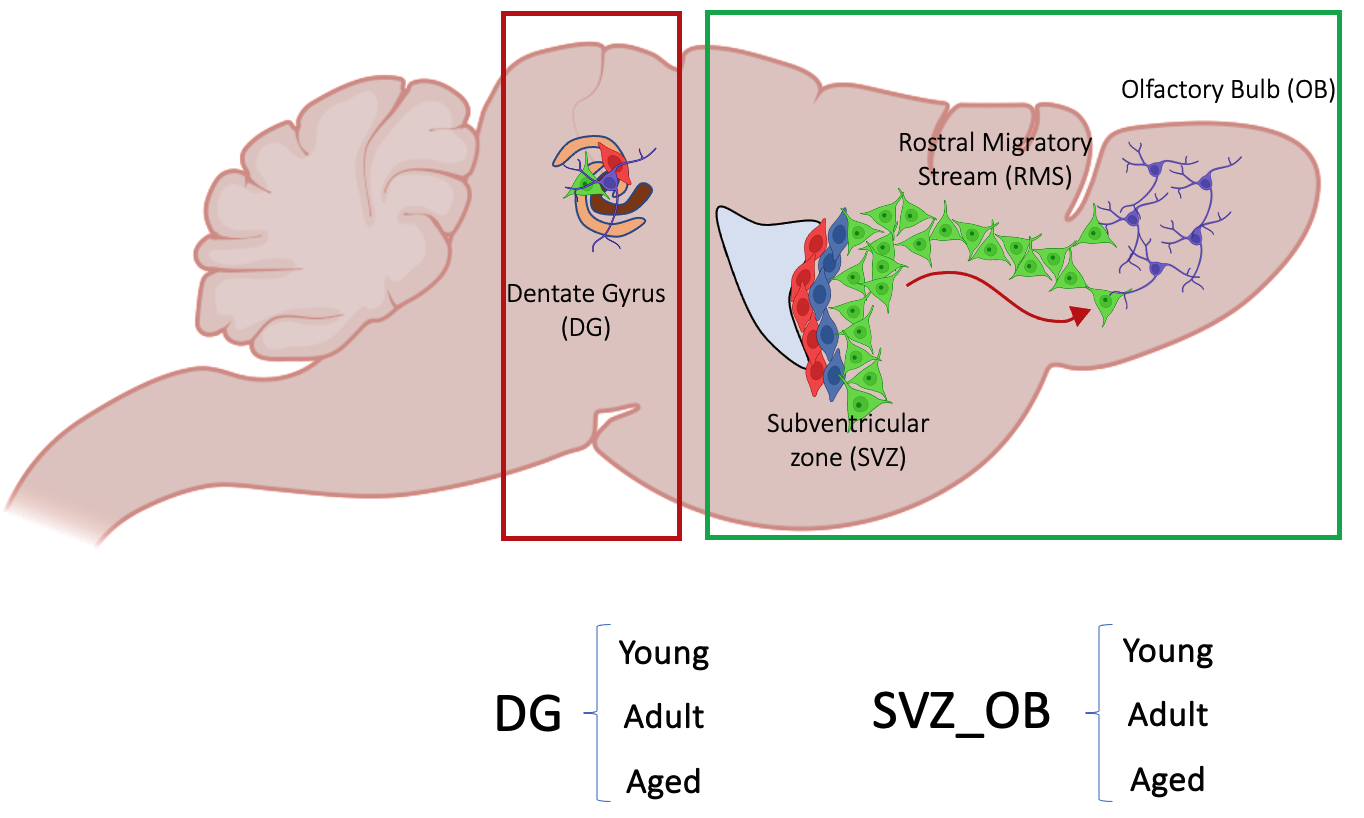 Olfactory Bulb (OB)
Rostral Migratory
Stream (RMS)
Dentate Gyrus
(DG)
Subventricular
zone (SVZ)
DG
Young
Adult
Aged
SVZ_OB
Young
Adult
Aged